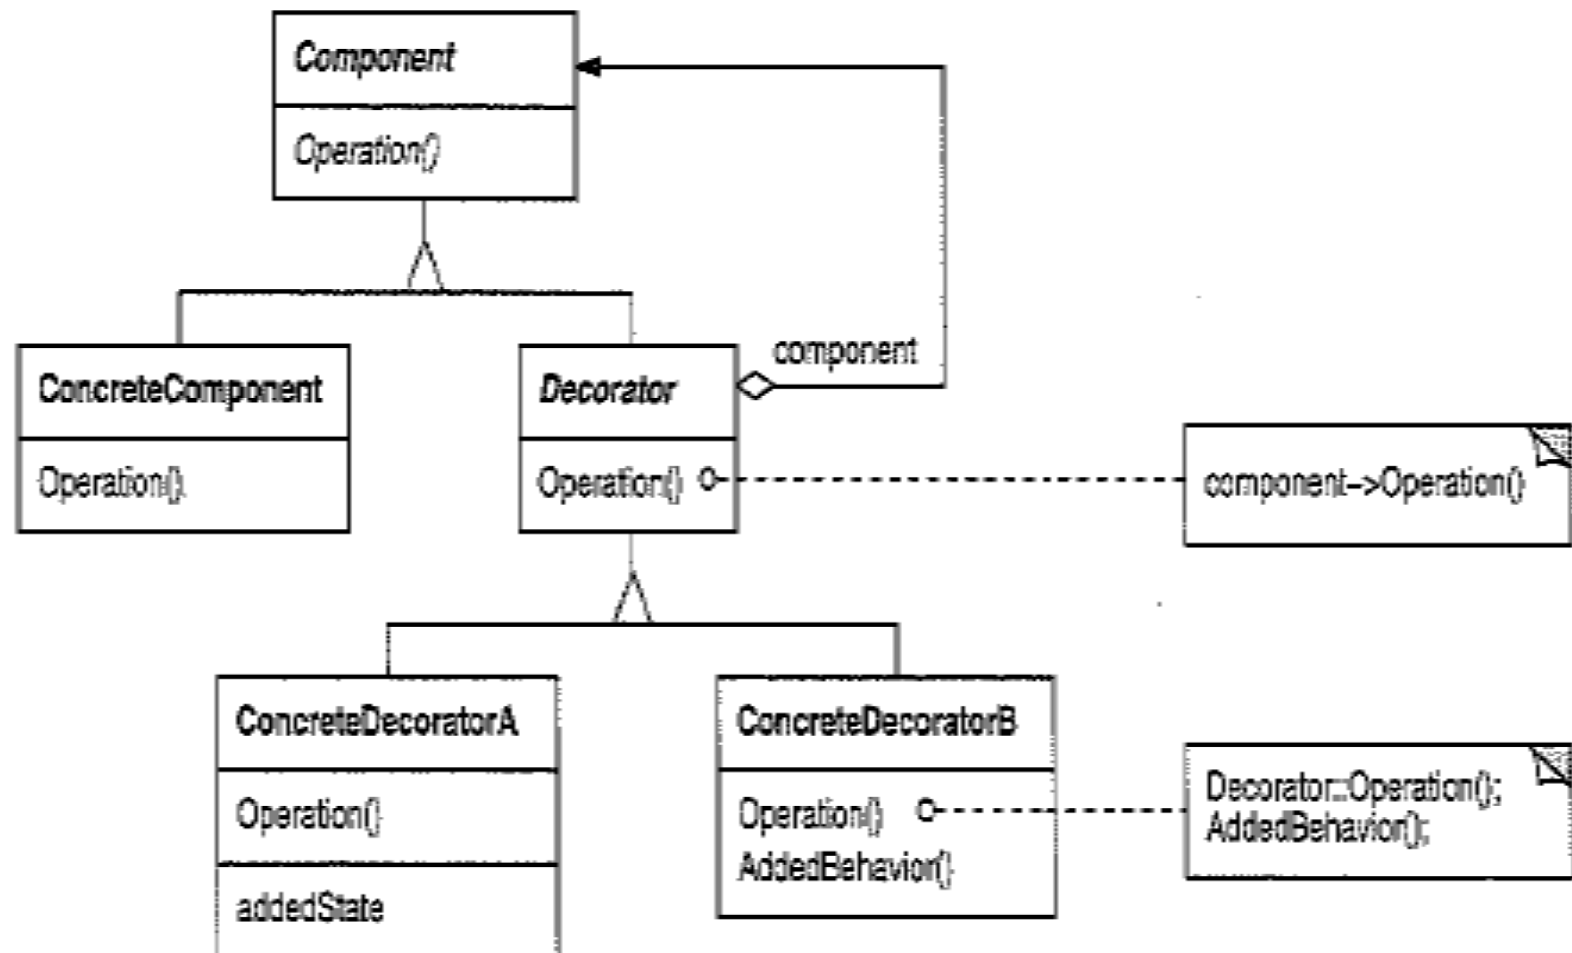 Component
Operation()
component
ConcreteComponent
Operation()
Decorator
Operation()
component->Operation()
ConcreteDecoratorA
Operation()
addedState
ConcreteDecoratorB
Operation()
AddedBehavior()
Decorator::Operation();
AddedBehavior();